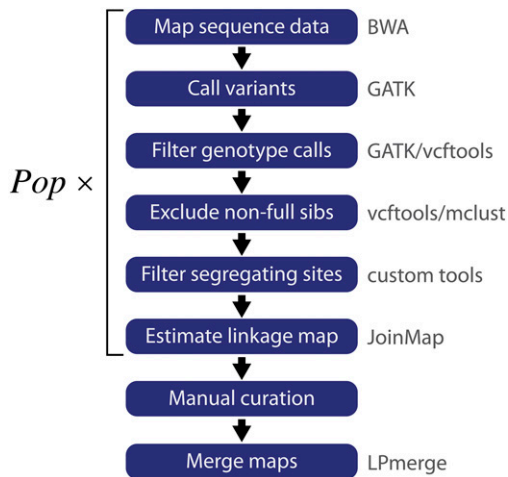 Map sequence data BWA
Call variants GATK
Filter genotype calls GATK/vcftools
Pop ×
Exclude non-full sibs vcftools/mclust
Filter segregating sites custom tools
Estimate linkage map JoinMap
Manual curation
Merge maps LPmerge